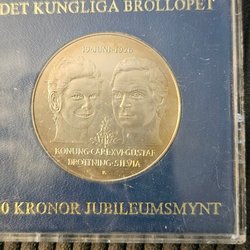 DET KUNGLIGA BRÖLLOPET
19 JUNI 1976
KONUNG CARL XVI GUSTAF
DROTTNING SILVIA
0 KRONOR JUBILEUMSMYNT